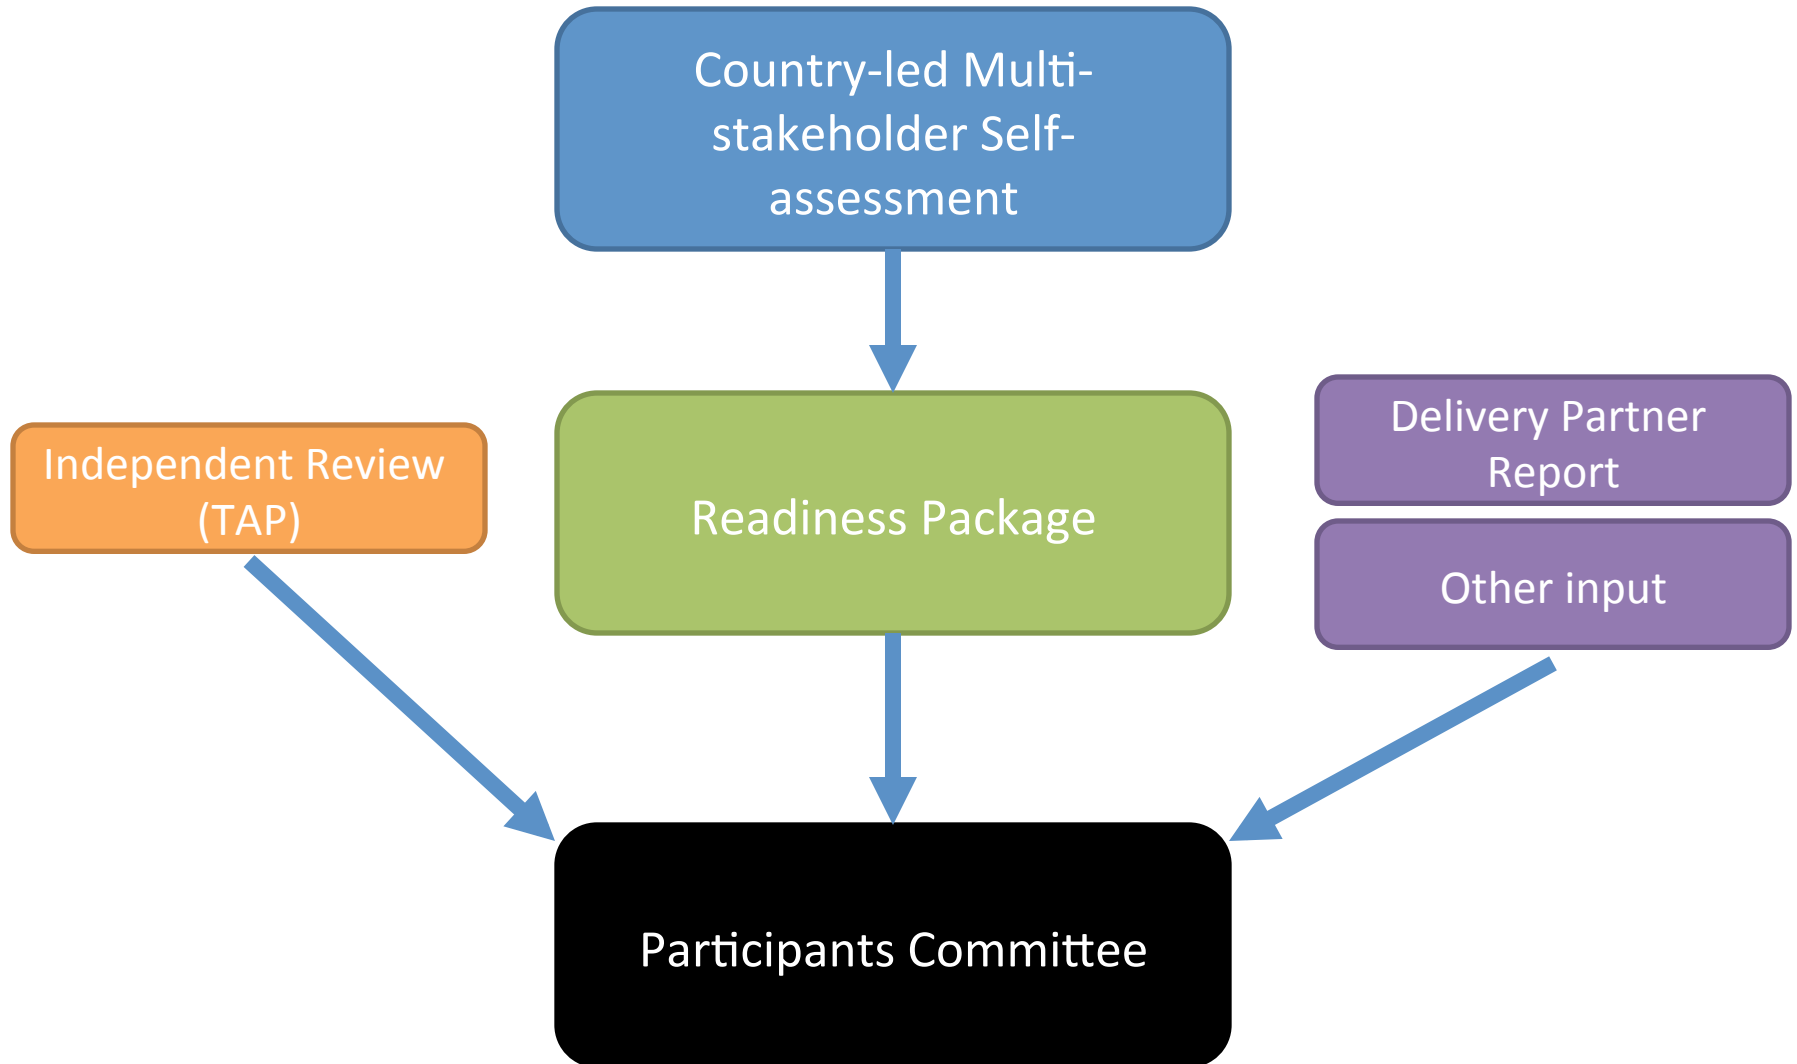 Country-led Multi-
stakeholder Self-
assessment
Independent Review
(TAP)
Readiness Package
Delivery Partner
Report
Other input
Participants Committee